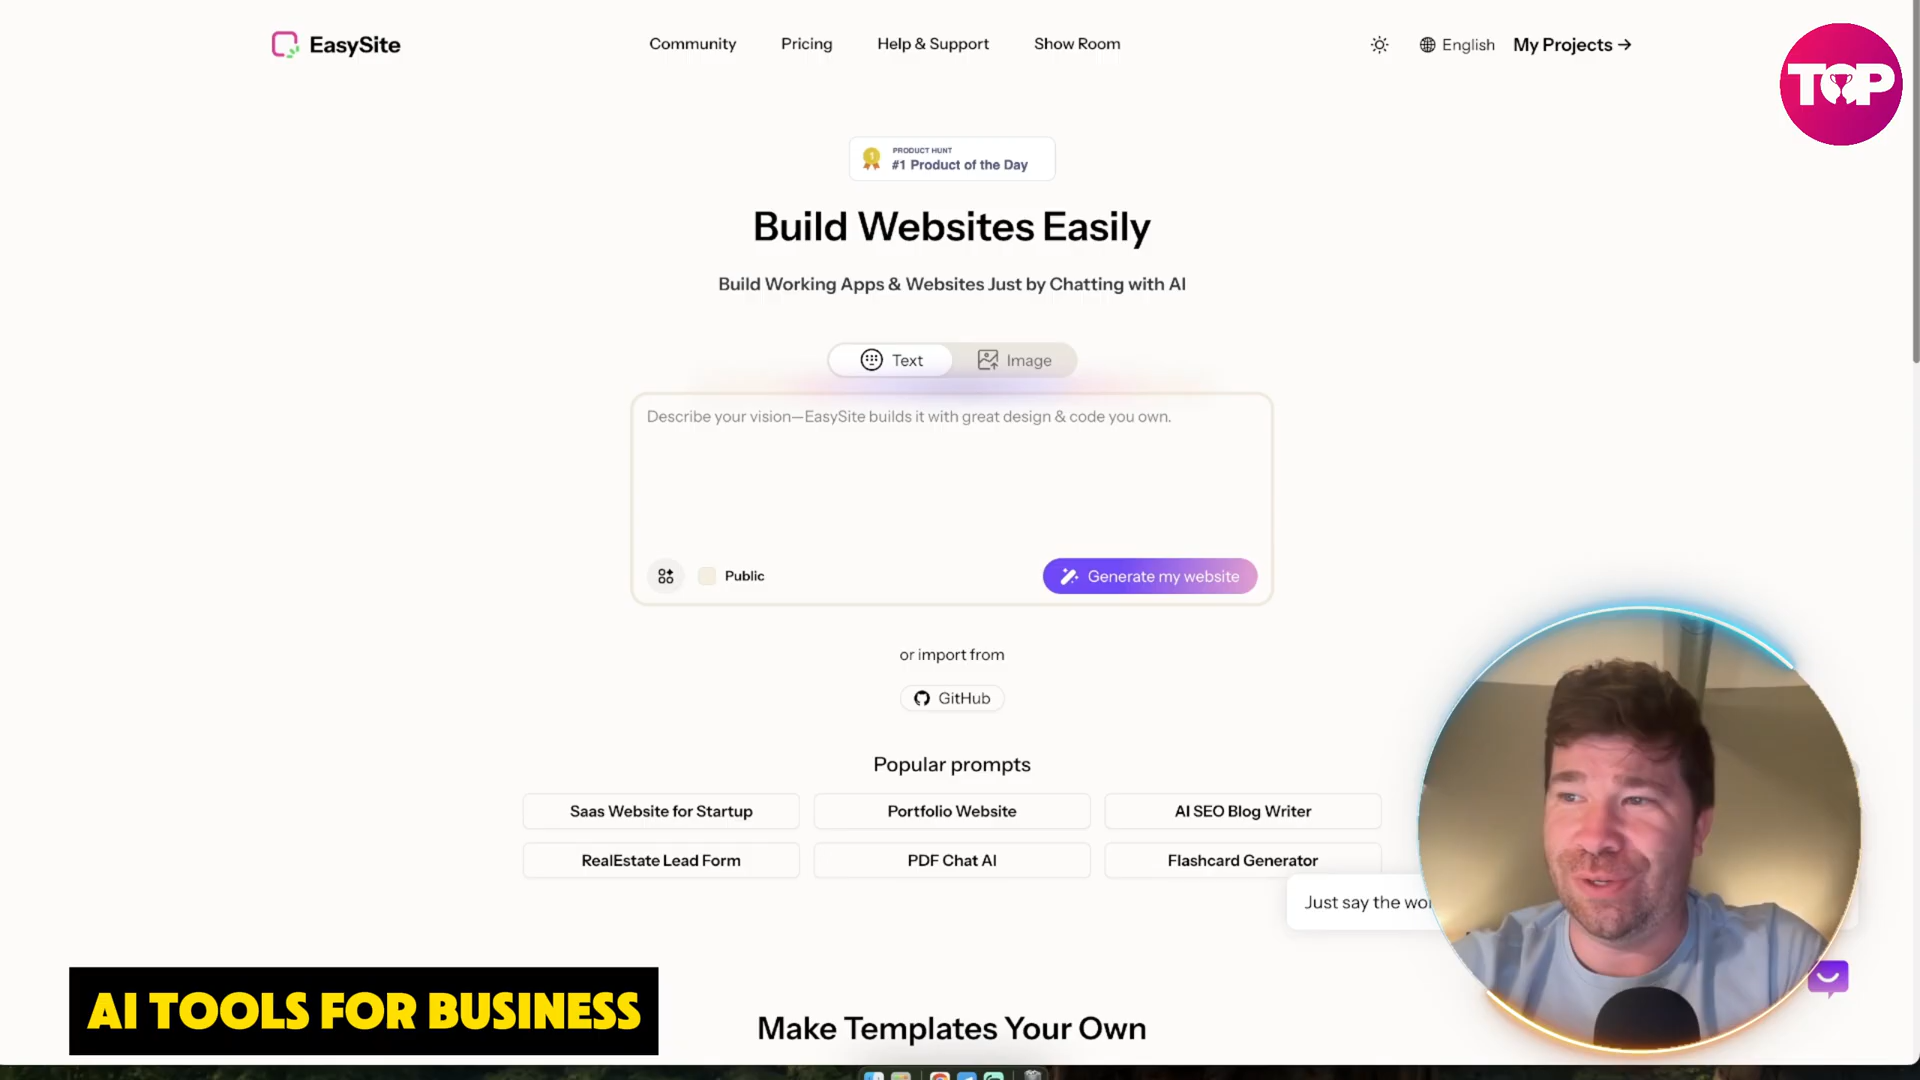 EasySite
Community
Pricing
Help & Support
Show Room
English
My Projects →
TOP
PRODUCT HUNT
#1 Product of the Day
Build Websites Easily
Build Working Apps & Websites Just by Chatting with AI
Text
Image
Describe your vision—EasySite builds it with great design & code you own.
Public
Generate my website
or import from
GitHub
Popular prompts
Saas Website for Startup
Portfolio Website
AI SEO Blog Writer
RealEstate Lead Form
PDF Chat AI
Flashcard Generator
Just say the
AI TOOLS FOR BUSINESS
Make Templates Your Own